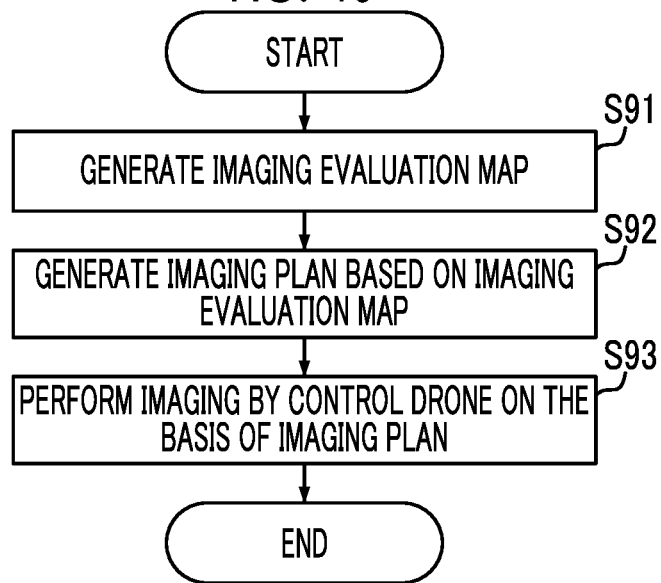 START
S91
GENERATE IMAGING EVALUATION MAP
S92
GENERATE IMAGING PLAN BASED ON IMAGING
EVALUATION MAP
S93
PERFORM IMAGING BY CONTROL DRONE ON THE
BASIS OF IMAGING PLAN
END